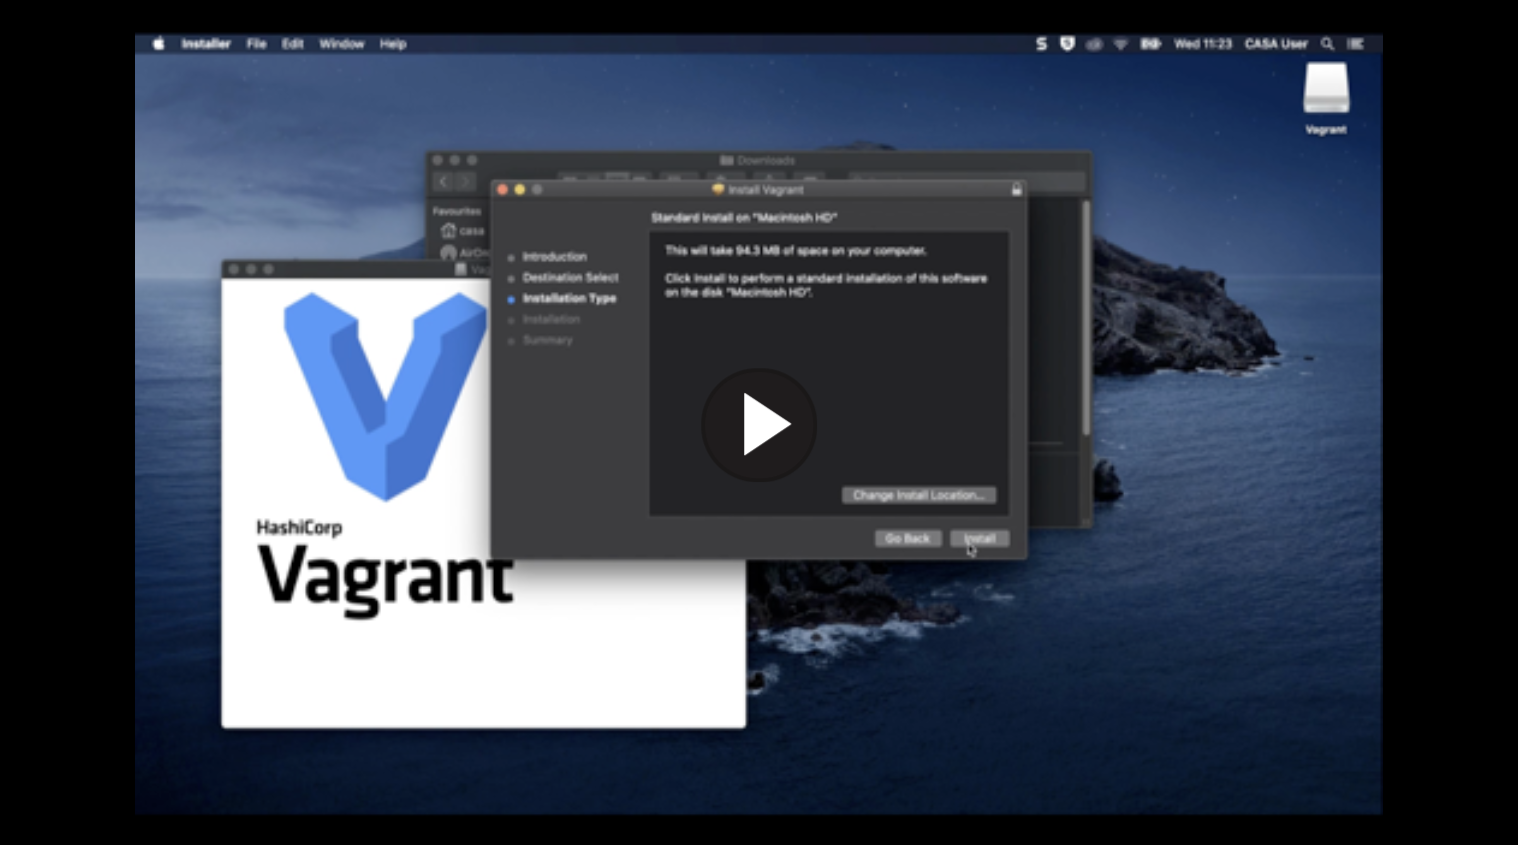 Installer File Edit Window Help
Wed 11:23 CASA User
Vagrant
Downloads
Install Vagrant
Favourites
casa
Standard Install on "Macintosh HD"
Introduction
Destination Select
Installation Type
Installation
Summary
This will take 94.3 MB of space on your computer.
Click Install to perform a standard installation of this software
on the disk "Macintosh HD".
Change Install Location...
Go Back
Install
HashiCorp
Vagrant